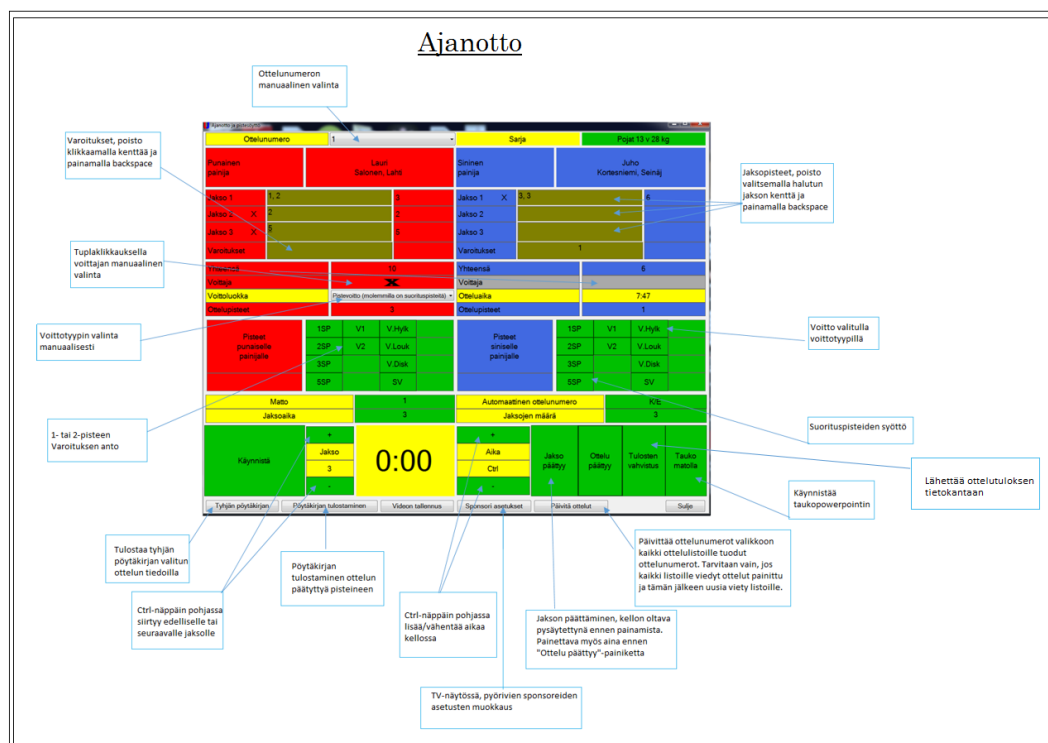 Ajanotto
Ottelunumeron
manuaalinen valinta
Varoitukset, poisto
klikkaamalla kenttää ja
painamalla backspace
Tuplaklikkauksella
voittajan manuaalinen
valinta
Voittotyypin valinta
manuaalisesti
1- tai 2-pisteen
Varoituksen anto
Ajanotto ja pisteidensyöttö
Ottelunumero
1
Sarja
Pojat 13 v 28 kg
Punainen
painija
Lauri
Salonen, Lahti
Sininen
painija
Juho
Kortesniemi, Seinäj
Jakso 1
1, 2
3
Jakso 1
X
3, 3
6
Jakso 2
X
2
2
Jakso 2
Jakso 3
X
5
5
Jakso 3
Varoitukset
Varoitukset
1
Yhteensä
10
Yhteensä
6
Voittaja
X
Voittaja
Voittoluokka
Pistevoitto (molemmilla on suorituspisteitä)
Otteluaika
7:47
Ottelupisteet
3
Ottelupisteet
1
Pisteet
punaiselle
painijalle
1SP
V1
V.Hylk
2SP
V2
V.Louk
3SP
V.Disk
5SP
SV
Pisteet
siniselle
painijalle
1SP
V1
V.Hylk
2SP
V2
V.Louk
3SP
V.Disk
5SP
SV
Matto
1
Automaattinen ottelunumero
K/E
Jaksoaika
3
Jaksojen määrä
3
Käynnistä
+
Jakso
3
-
0:00
+
Aika
Ctrl
-
Jakso
päättyy
Ottelu
päättyy
Tulosten
vahvistus
Tauko
matolla
Tyhjän pöytäkirjan
Pöytäkirjan tulostaminen
Videon tallonnus
Sponsori asetukset
Päivitä ottelut
Sulje
Jaksopisteet, poisto
valitsemalla halutun
jakson kenttä ja
painamalla backspace
Voitto valitulla
voittotyypillä
Suorituspisteiden syöttö
Lähettää ottelutuloksen
tietokantaan
Käynnistää
taukopowerpointin
Tulostaa tyhjän
pöytäkirjan valitun
ottelun tiedoilla
Pöytäkirjan
tulostaminen ottelun
päätyttyä pisteineen
Päivittää ottelunumerot valikkoon
kaikki ottelulistoille tuodut
ottelunumerot. Tarvitaan vain, jos
kaikki listoille viedyt ottelut painittu
ja tämän jälkeen uusia viety listoille.
Ctrl-näppäin pohjassa
siirtyy edelliselle tai
seuraavalle jaksolle
Ctrl-näppäin pohjassa
lisää/vähentää aikaa
kellossa
Jakson päättäminen, kellon oltava
pysäytettynä ennen painamista.
Painettava myös aina ennen
"Ottelu päättyy"-painiketta
TV-näytössä, pyörivien sponsoreiden
asetusten muokkaus